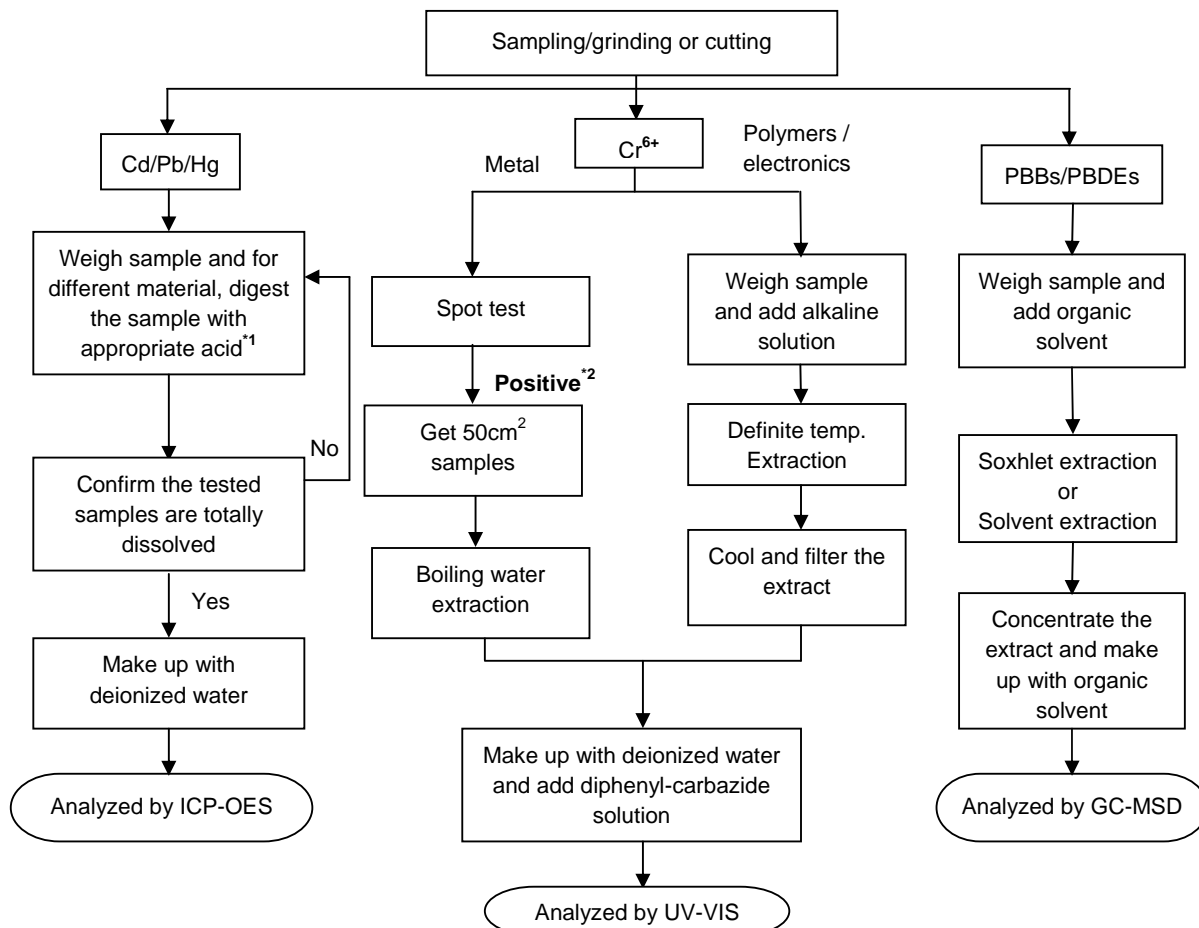 Sampling/grinding or cutting
Cd/Pb/Hg
Weigh sample and for
different material, digest
the sample with
appropriate acid*1
No
Confirm the tested
samples are totally
dissolved
Yes
Make up with
deionized water
Analyzed by ICP-OES
Cr6+
Metal
Spot test
Positive*2
Get 50cm2
samples
Boiling water
extraction
Polymers /
electronics
Weigh sample
and add alkaline
solution
Definite temp.
Extraction
Cool and filter the
extract
Make up with deionized water
and add diphenyl-carbazide
solution
Analyzed by UV-VIS
PBBs/PBDEs
Weigh sample and
add organic
solvent
Soxhlet extraction
or
Solvent extraction
Concentrate the
extract and make
up with organic
solvent
Analyzed by GC-MSD